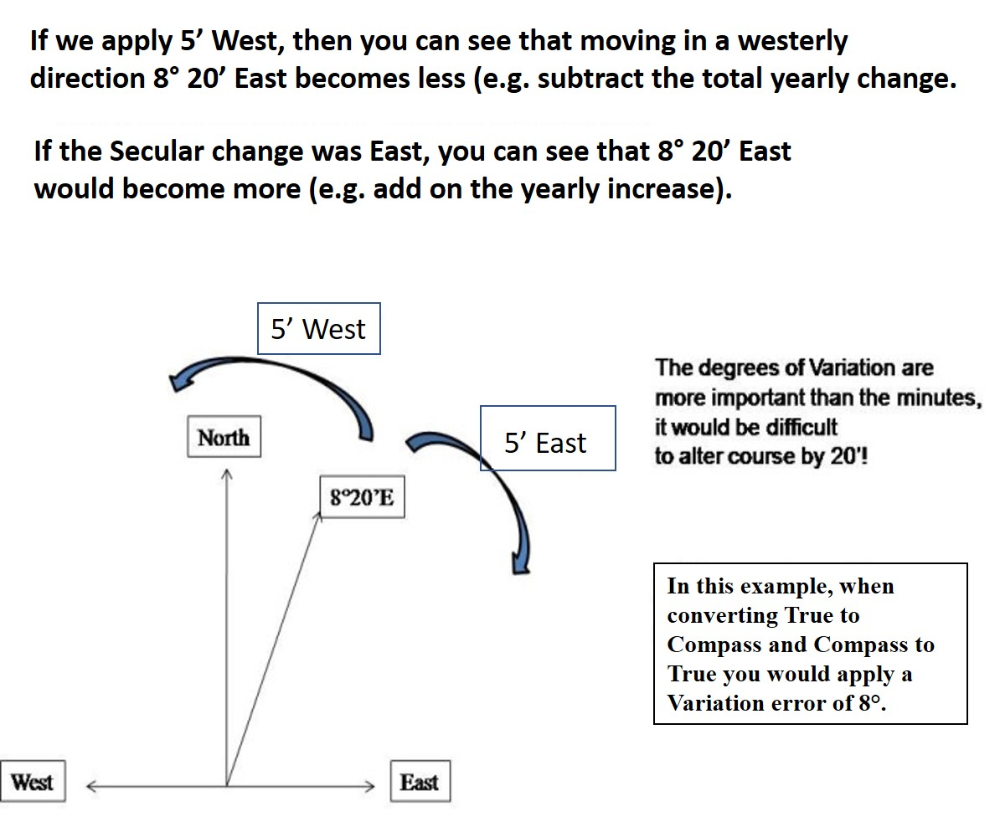 If we apply 5’ West, then you can see that moving in a westerly
direction 8° 20’ East becomes less (e.g. subtract the total yearly change.
If the Secular change was East, you can see that 8° 20’ East
would become more (e.g. add on the yearly increase).
5’ West
The degrees of Variation are
more important than the minutes,
it would be difficult
to alter course by 20'!
5’ East
North
8°20’E
In this example, when
converting True to
Compass and Compass to
True you would apply a
Variation error of 8°.
West
East